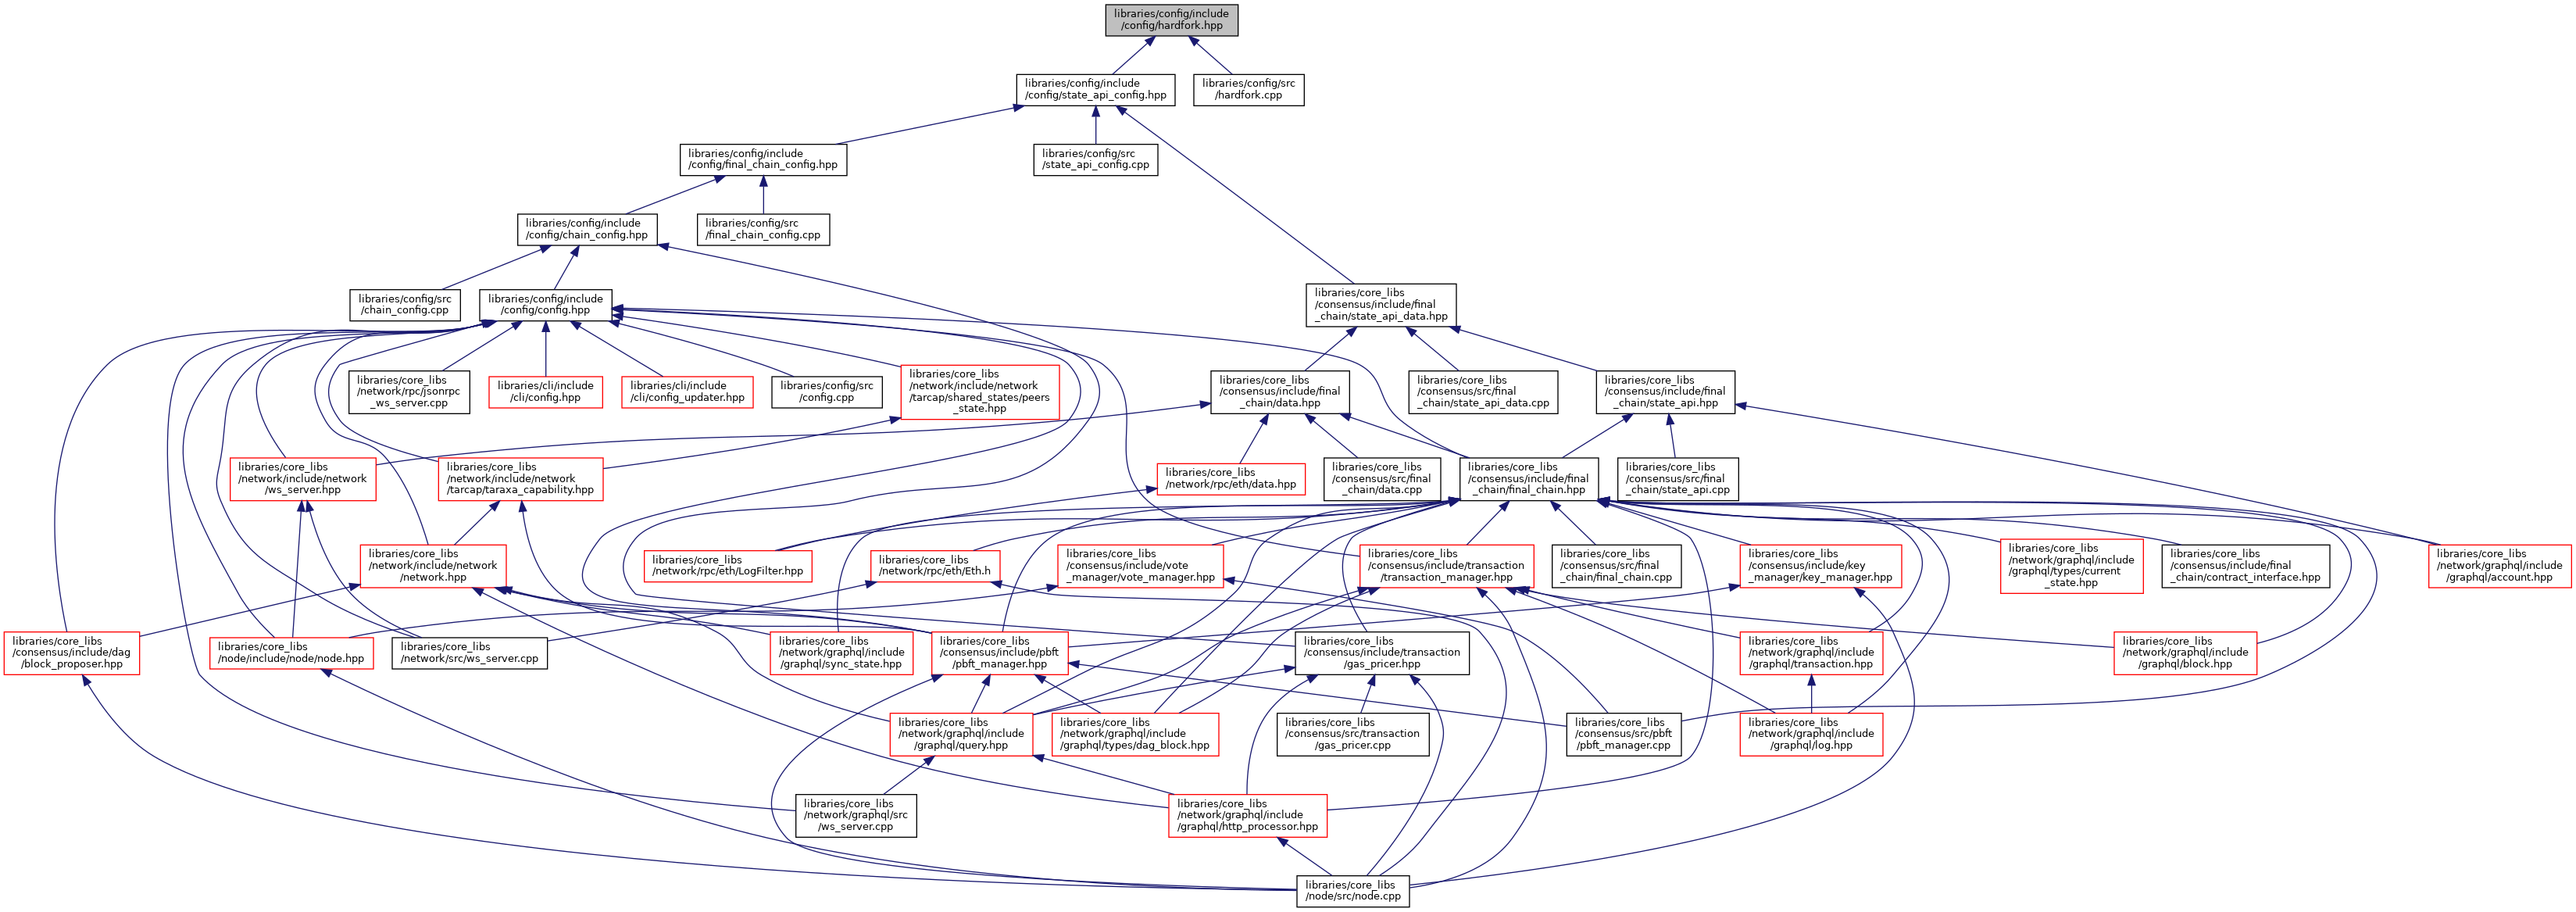 libraries/config/include
/config/hardfork.hpp
libraries/config/include
/config/state_api_config.hpp
libraries/config/src
/hardfork.cpp
libraries/config/include
/config/final_chain_config.hpp
libraries/config/src
/state_api_config.cpp
libraries/config/include
/config/chain_config.hpp
libraries/config/src
/final_chain_config.cpp
libraries/config/src
/chain_config.cpp
libraries/config/include
/config/config.hpp
libraries/core_libs
/consensus/include/final
_chain/state_api_data.hpp
libraries/core_libs
/network/rpc/jsonrpc
_ws_server.cpp
libraries/cli/include
/cli/config.hpp
libraries/cli/include
/cli/config_updater.hpp
libraries/config/src
/config.cpp
libraries/core_libs
/network/include/network
/tarcap/shared_states/peers
_state.hpp
libraries/core_libs
/consensus/include/final
_chain/data.hpp
libraries/core_libs
/consensus/src/final
_chain/state_api_data.cpp
libraries/core_libs
/consensus/include/final
_chain/state_api.hpp
libraries/core_libs
/network/include/network
/ws_server.hpp
libraries/core_libs
/network/include/network
/tarcap/taraxa_capability.hpp
libraries/core_libs
/network/rpc/eth/data.hpp
libraries/core_libs
/consensus/src/final
_chain/data.cpp
libraries/core_libs
/consensus/include/final
_chain/final_chain.hpp
libraries/core_libs
/consensus/src/final
_chain/state_api.cpp
libraries/core_libs
/network/include/network
/network.hpp
libraries/core_libs
/network/rpc/eth/LogFilter.hpp
libraries/core_libs
/network/rpc/eth/Eth.h
libraries/core_libs
/consensus/include/vote
_manager/vote_manager.hpp
libraries/core_libs
/consensus/include/transaction
/transaction_manager.hpp
libraries/core_libs
/consensus/src/final
_chain/final_chain.cpp
libraries/core_libs
/consensus/include/key
_manager/key_manager.hpp
libraries/core_libs
/network/graphql/include
/graphql/types/current
_state.hpp
libraries/core_libs
/consensus/include/final
_chain/contract_interface.hpp
libraries/core_libs
/network/graphql/include
/graphql/account.hpp
libraries/core_libs
/consensus/include/dag
/block_proposer.hpp
libraries/core_libs
/node/include/node/node.hpp
libraries/core_libs
/network/src/ws_server.cpp
libraries/core_libs
/network/graphql/include
/graphql/sync_state.hpp
libraries/core_libs
/consensus/include/pbft
/pbft_manager.hpp
libraries/core_libs
/consensus/include/transaction
/gas_pricer.hpp
libraries/core_libs
/network/graphql/include
/graphql/transaction.hpp
libraries/core_libs
/network/graphql/include
/graphql/block.hpp
libraries/core_libs
/network/graphql/include
/graphql/query.hpp
libraries/core_libs
/network/graphql/include
/graphql/types/dag_block.hpp
libraries/core_libs
/consensus/src/transaction
/gas_pricer.cpp
libraries/core_libs
/consensus/src/pbft
/pbft_manager.cpp
libraries/core_libs
/network/graphql/include
/graphql/log.hpp
libraries/core_libs
/network/graphql/src
/ws_server.cpp
libraries/core_libs
/network/graphql/include
/graphql/http_processor.hpp
libraries/core_libs
/node/src/node.cpp